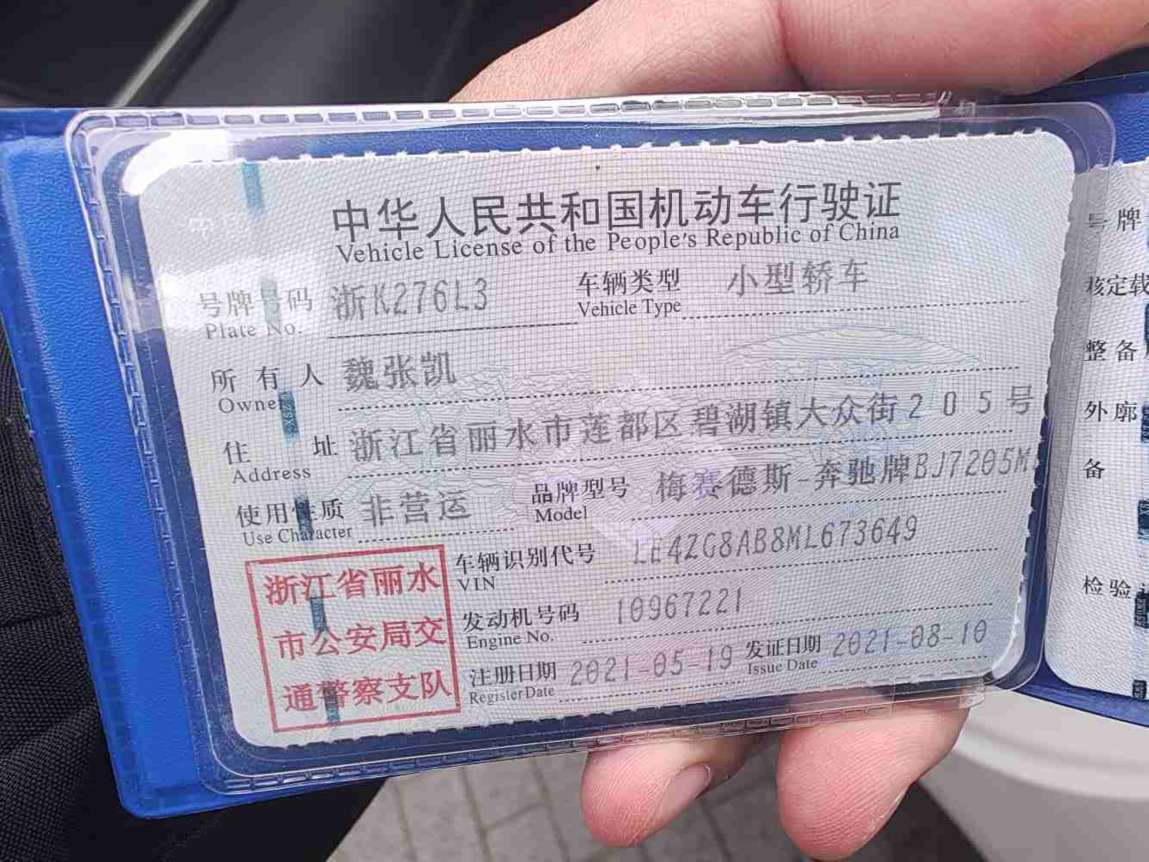 中华人民共和国机动车行驶证
Vehicle License of the People's Republic of China
号牌号码 浙K276L3 车辆类型 小型轿车
Plate No. Vehicle Type
所有人 魏张凯
Owner
住址 浙江省丽水市莲都区碧湖镇大众街205号
Address
使用性质 非营运 品牌型号 梅赛德斯-奔驰牌BJ7205M
Use Character Model
浙江省丽水
市公安局交
通警察支队
车辆识别代号 LE4ZG8AB8ML673649
VIN
发动机号码 10967221
Engine No.
注册日期 2021-05-19 发证日期 2021-08-10
Register Date Issue Date
号牌
核定载
整备
外廓
备
检验